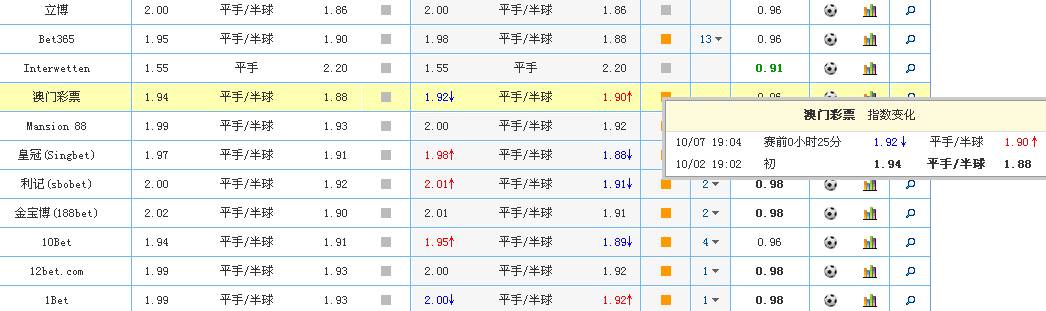 立博 2.00 平手/半球 1.86 2.00 平手/半球 1.86 0.96
Bet365 1.95 平手/半球 1.90 1.98 平手/半球 1.88 13 0.96
Interwetten 1.55 平手 2.20 1.55 平手 2.20 0.91
澳门彩票 1.94 平手/半球 1.88 1.92↓ 平手/半球 1.90↑
澳门彩票 指数变化
Mansion 88 1.99 平手/半球 1.93 2.00 平手/半球 1.92
10/07 19:04 赛前0小时25分 1.92↓ 平手/半球 1.90↑
皇冠(Singbet) 1.97 平手/半球 1.91 1.98↑ 平手/半球 1.88↓
10/02 19:02 初 1.94 平手/半球 1.88
利记(sbobet) 2.00 平手/半球 1.92 2.01↑ 平手/半球 1.91↓ 2 0.98
金宝博(188bet) 2.02 平手/半球 1.90 2.01 平手/半球 1.91 2 0.98
10Bet 1.94 平手/半球 1.91 1.95↑ 平手/半球 1.89↓ 4 0.96
12bet.com 1.99 平手/半球 1.93 2.00 平手/半球 1.92 1 0.98
1Bet 1.99 平手/半球 1.93 2.00↓ 平手/半球 1.92↑ 1 0.98